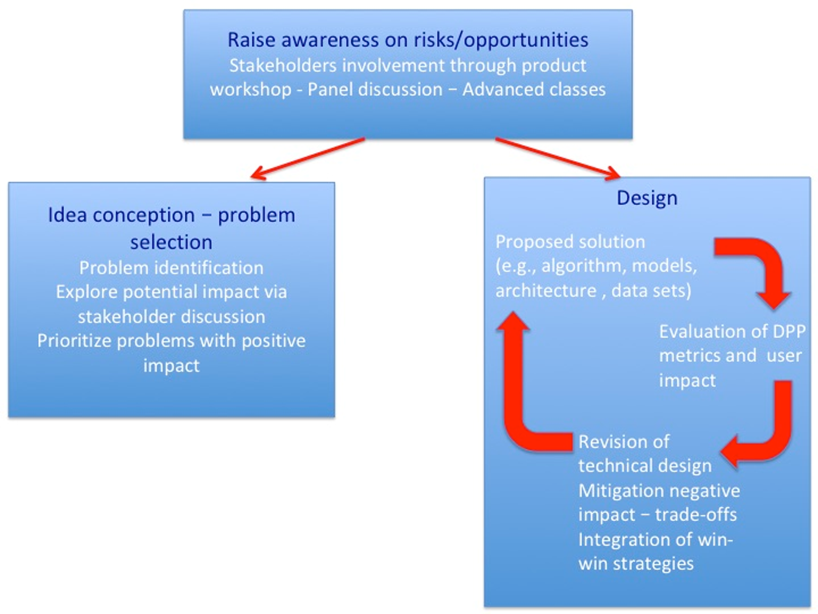 Raise awareness on risks/opportunities
Stakeholders involvement through product
workshop - Panel discussion – Advanced classes
Idea conception – problem
selection
Problem identification
Explore potential impact via
stakeholder discussion
Prioritize problems with positive
impact
Design
Proposed solution
(e.g., algorithm, models,
architecture , data sets)
Evaluation of DPP
metrics and  user
impact
Revision of
technical design
Mitigation negative
impact – trade-offs
Integration of win-
win strategies